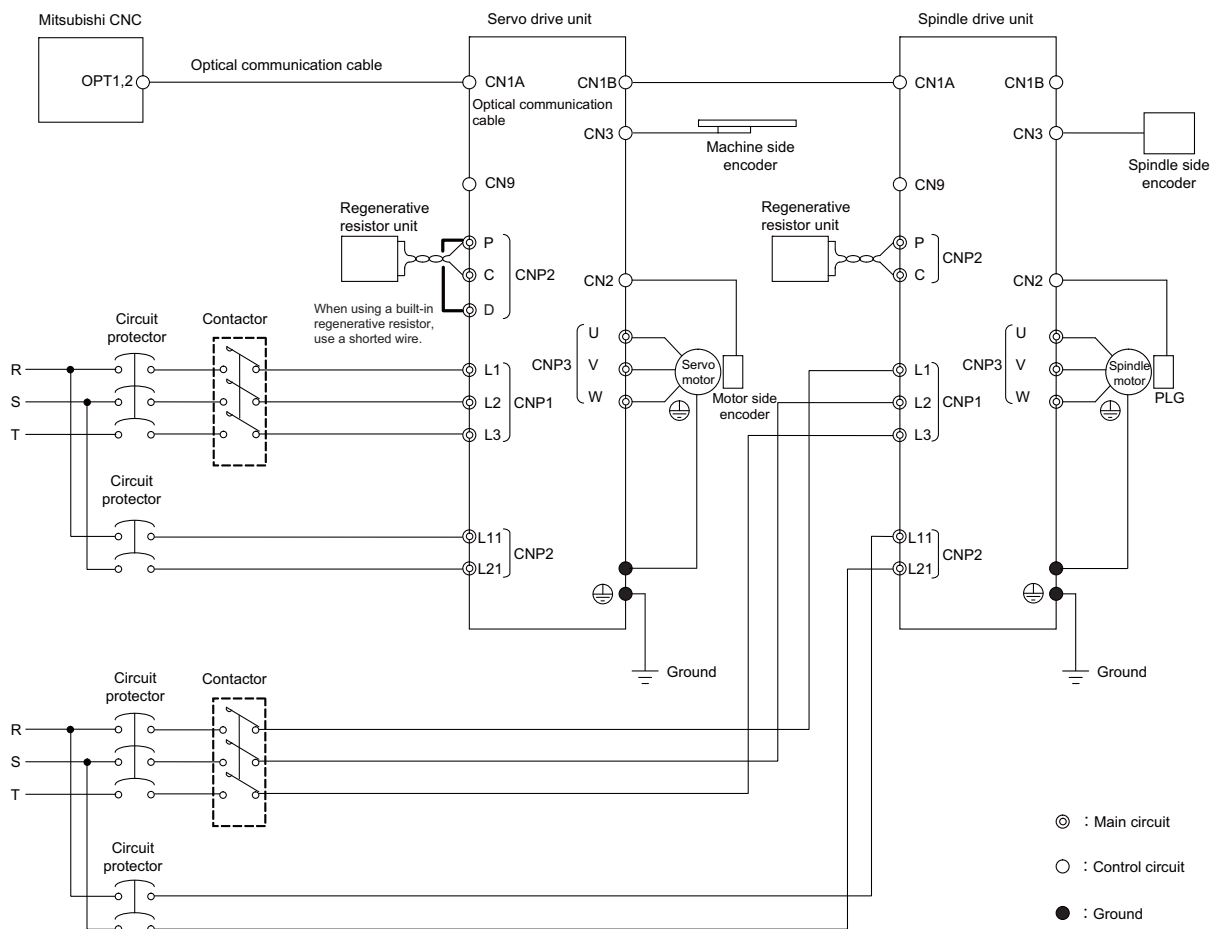 Mitsubishi CNC
Servo drive unit
Spindle drive unit
OPT1,2
Optical communication cable
CN1A
CN1B
CN1A
CN1B
Optical communication
cable
CN3
Machine side
encoder
CN3
Spindle side
encoder
CN9
CN9
Regenerative
resistor unit
P
C
D
CNP2
When using a built-in
regenerative resistor,
use a shorted wire.
Regenerative
resistor unit
P
C
CNP2
CN2
CN2
Circuit
protector
Contactor
R
S
T
L1
L2
L3
CNP1
CNP3
U
V
W
Servo
motor
Motor side
encoder
L1
L2
L3
CNP1
CNP3
U
V
W
Spindle
motor
PLG
Circuit
protector
L11
L21
CNP2
L11
L21
CNP2
Ground
Ground
Circuit
protector
Contactor
R
S
T
Circuit
protector
: Main circuit
: Control circuit
: Ground